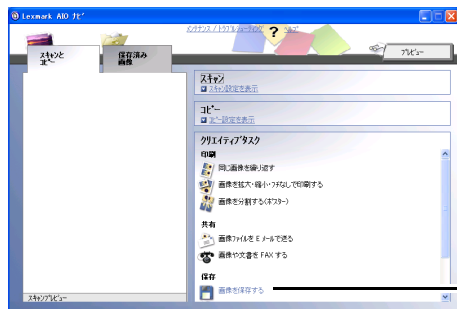 Lexmark AIO ナビ
メンテナンス / トラブルシューティング
ヘルプ
スキャンと
コピー
保存済み
画像
プレビュー
スキャン
スキャン設定を表示
コピー
コピー設定を表示
クリエイティブタスク
印刷
同じ画像を繰り返す
画像を拡大・縮小・フチなしで印刷する
画像を分割する(ポスター)
共有
画像ファイルを E メールで送る
画像や文書を FAX する
保存
画像を保存する
スキャンプレビュー